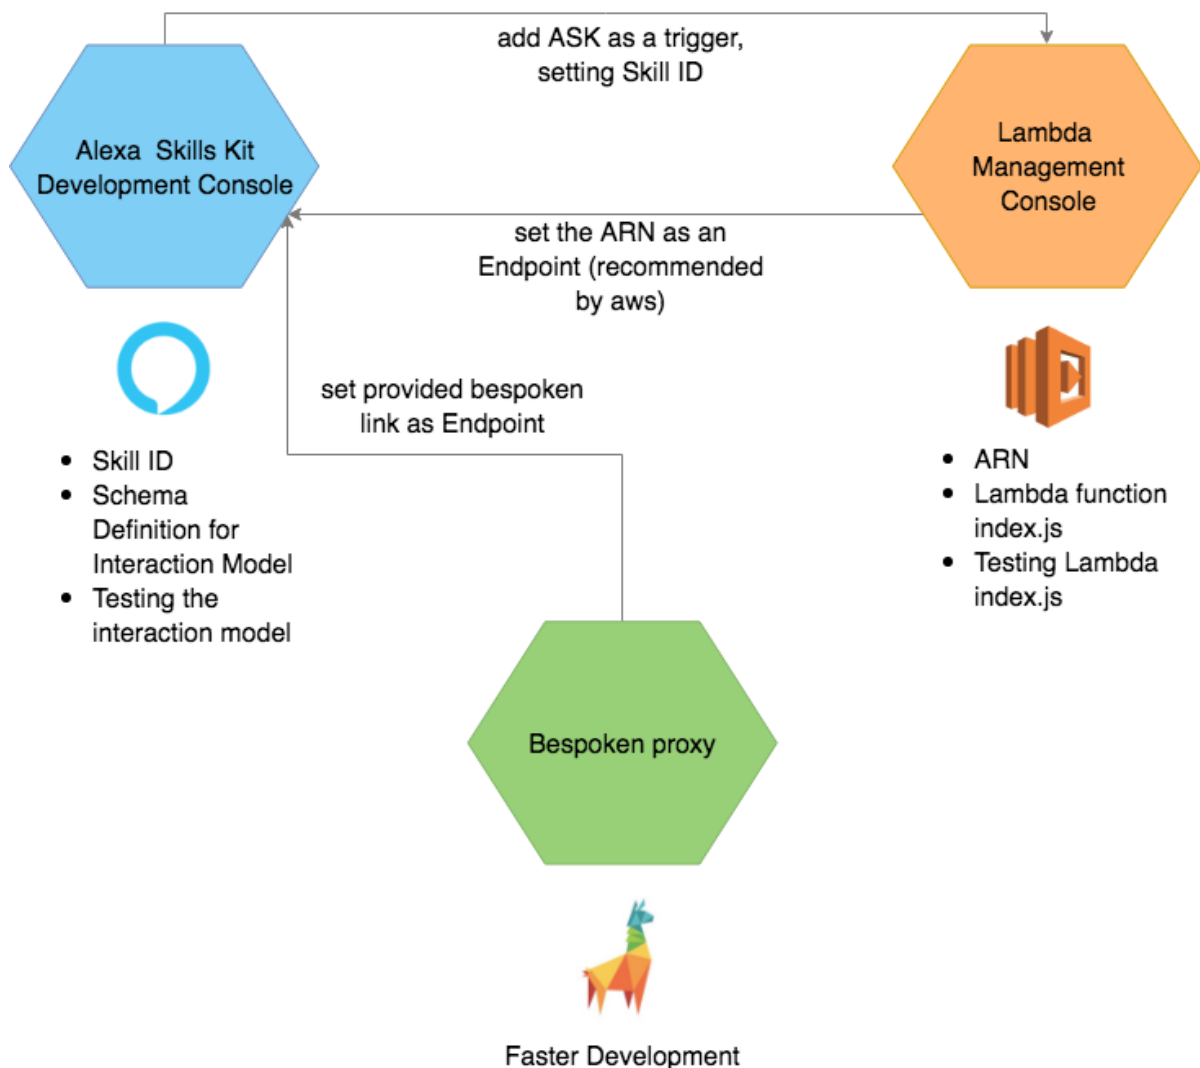 add ASK as a trigger,
setting Skill ID
Alexa  Skills Kit
Development Console
Lambda
Management
Console
set the ARN as an
Endpoint (recommended
by aws)
set provided bespoken
link as Endpoint
• Skill ID
• Schema
Definition for
Interaction Model
• Testing the
interaction model
• ARN
• Lambda function
index.js
• Testing Lambda
index.js
Bespoken proxy
Faster Development